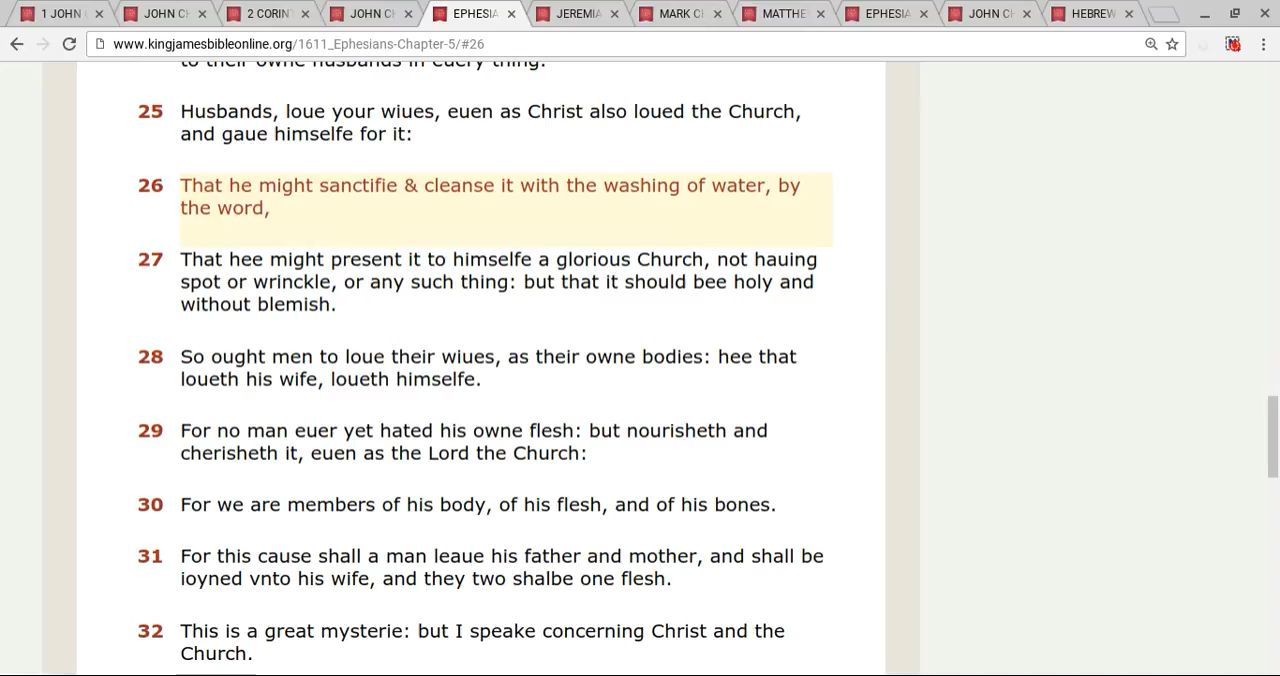 1 JOHN
JOHN CH
2 CORIN
JOHN CH
EPHESIA
JEREMIA
MARK CH
MATTHE
EPHESIA
JOHN CH
HEBREW
www.kingjamesbibleonline.org/1611_Ephesians-Chapter-5/#26
to their owne husbands in euery thing.
25 Husbands, loue your wiues, euen as Christ also loued the Church,
and gaue himselfe for it:
26 That he might sanctifie & cleanse it with the washing of water, by
the word,
27 That hee might present it to himselfe a glorious Church, not hauing
spot or wrinckle, or any such thing: but that it should bee holy and
without blemish.
28 So ought men to loue their wiues, as their owne bodies: hee that
loueth his wife, loueth himselfe.
29 For no man euer yet hated his owne flesh: but nourisheth and
cherisheth it, euen as the Lord the Church:
30 For we are members of his body, of his flesh, and of his bones.
31 For this cause shall a man leaue his father and mother, and shall be
ioyned vnto his wife, and they two shalbe one flesh.
32 This is a great mysterie: but I speake concerning Christ and the
Church.